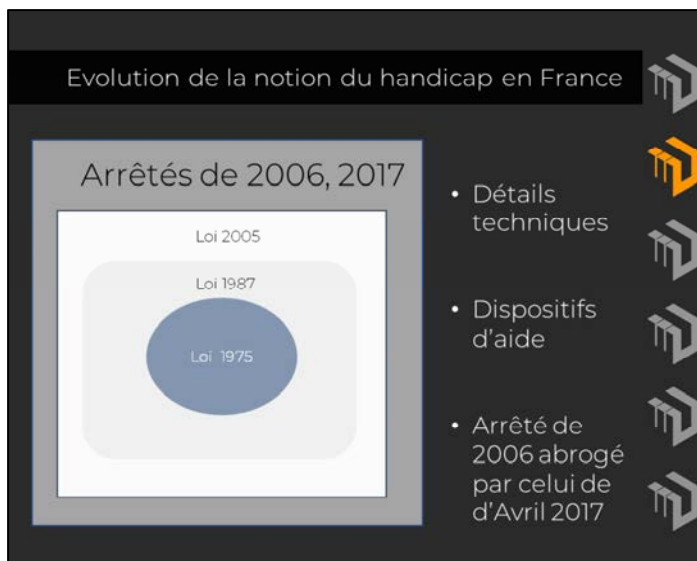 Evolution de la notion du handicap en France
Arrêtés de 2006, 2017
Loi 2005
Loi 1987
Loi 1975
• Détails
techniques
• Dispositifs
d'aide
• Arrêté de
2006 abrogé
par celui de
d'Avril 2017